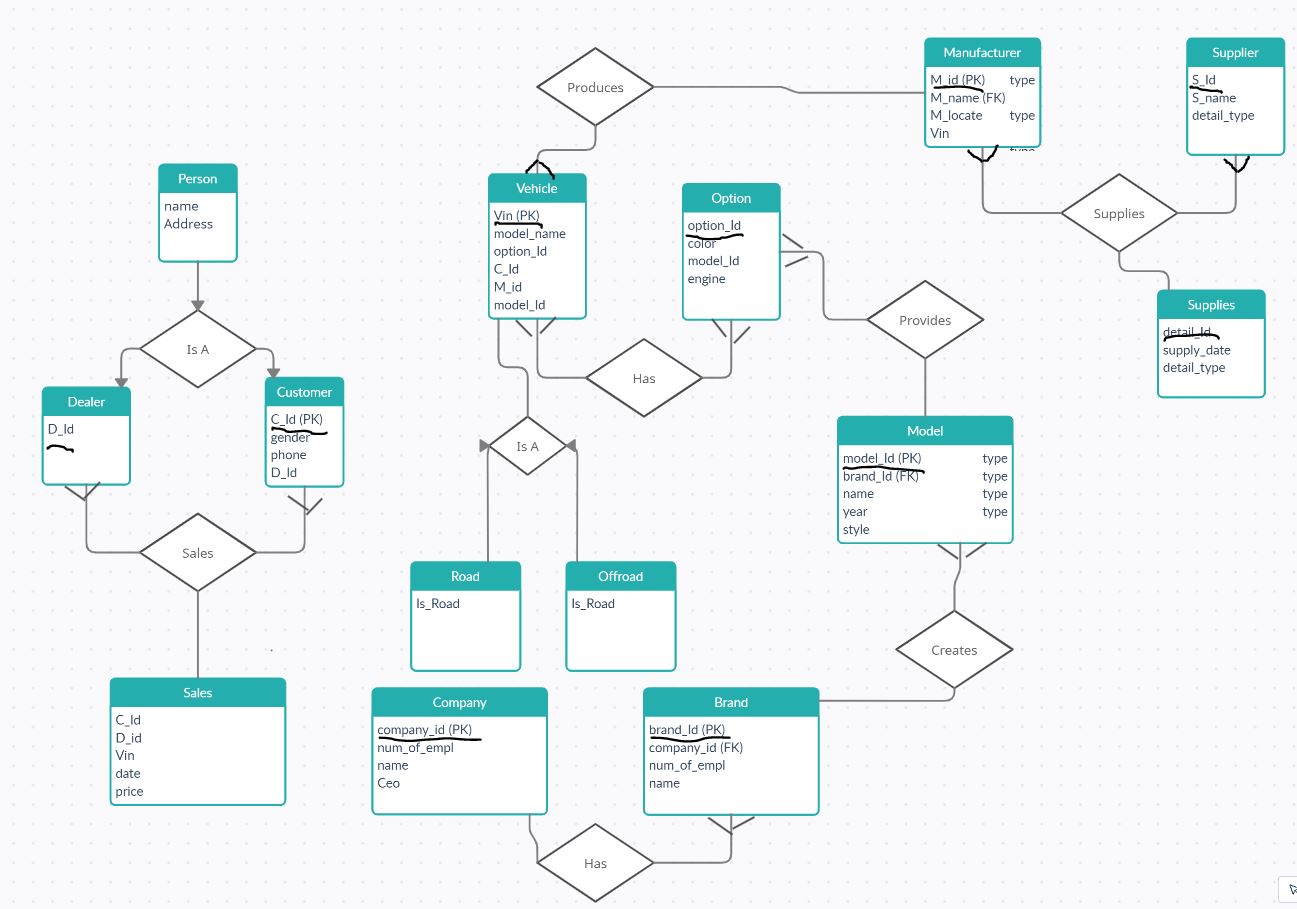 Produces
Manufacturer
M_id (PK) type
M_name (FK)
M_locate type
Vin
Supplier
S_Id
S_name
detail_type
Person
name
Address
Vehicle
Vin (PK)
model_name
option_Id
C_Id
M_id
model_Id
Option
option_Id
color
model_Id
engine
Supplies
Supplies
detail_Id
supply_date
detail_type
Provides
Is A
Has
Dealer
D_Id
Customer
C_Id (PK)
gender
phone
D_Id
Is A
Model
model_Id (PK) type
brand_Id (FK) type
name type
year type
style
Sales
Road
Is_Road
Offroad
Is_Road
Creates
Sales
C_Id
D_id
Vin
date
price
Company
company_id (PK)
num_of_empl
name
Ceo
Brand
brand_Id (PK)
company_id (FK)
num_of_empl
name
Has